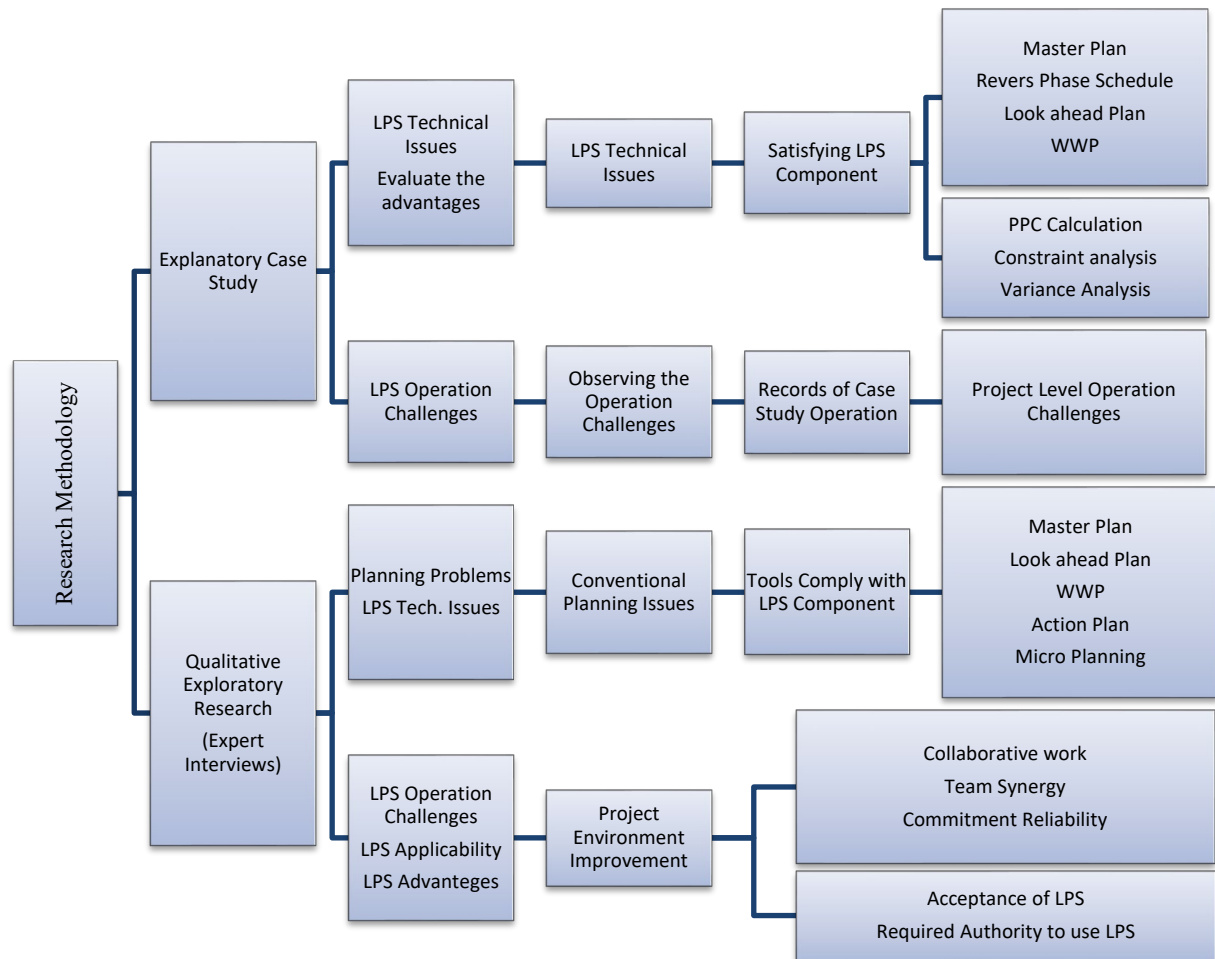 Research Methodology
Explanatory Case
Study
LPS Technical
Issues
Evaluate the
advantages
LPS Technical
Issues
Satisfying LPS
Component
Master Plan
Revers Phase Schedule
Look ahead Plan
WWP
PPC Calculation
Constraint analysis
Variance Analysis
LPS Operation
Challenges
Observing the
Operation
Challenges
Records of Case
Study Operation
Project Level Operation
Challenges
Qualitative
Exploratory
Research
(Expert
Interviews)
Planning Problems
LPS Tech. Issues
Conventional
Planning Issues
Tools Comply with
LPS Component
Master Plan
Look ahead Plan
WWP
Action Plan
Micro Planning
LPS Operation
Challenges
LPS Applicability
LPS Advanteges
Project
Environment
Improvement
Collaborative work
Team Synergy
Commitment Reliability
Acceptance of LPS
Required Authority to use LPS